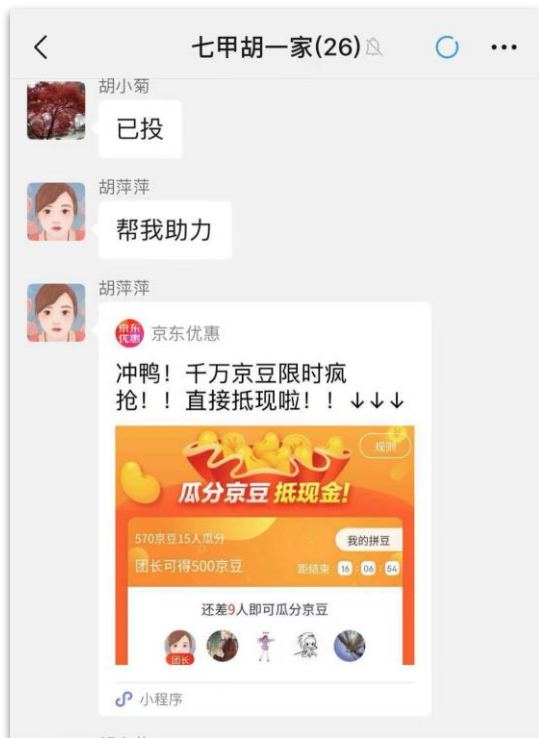 七甲胡一家(26)
胡小菊
已投
胡萍萍
帮我助力
胡萍萍
京东优惠
京东优惠
冲鸭！千万京豆限时疯
抢！！直接抵现啦！！↓↓↓
规则
瓜分京豆 抵现金!
570京豆15人瓜分
我的拼豆
团长可得500京豆
距结束 16 : 06 : 54
还差9人即可瓜分京豆
团长
小程序